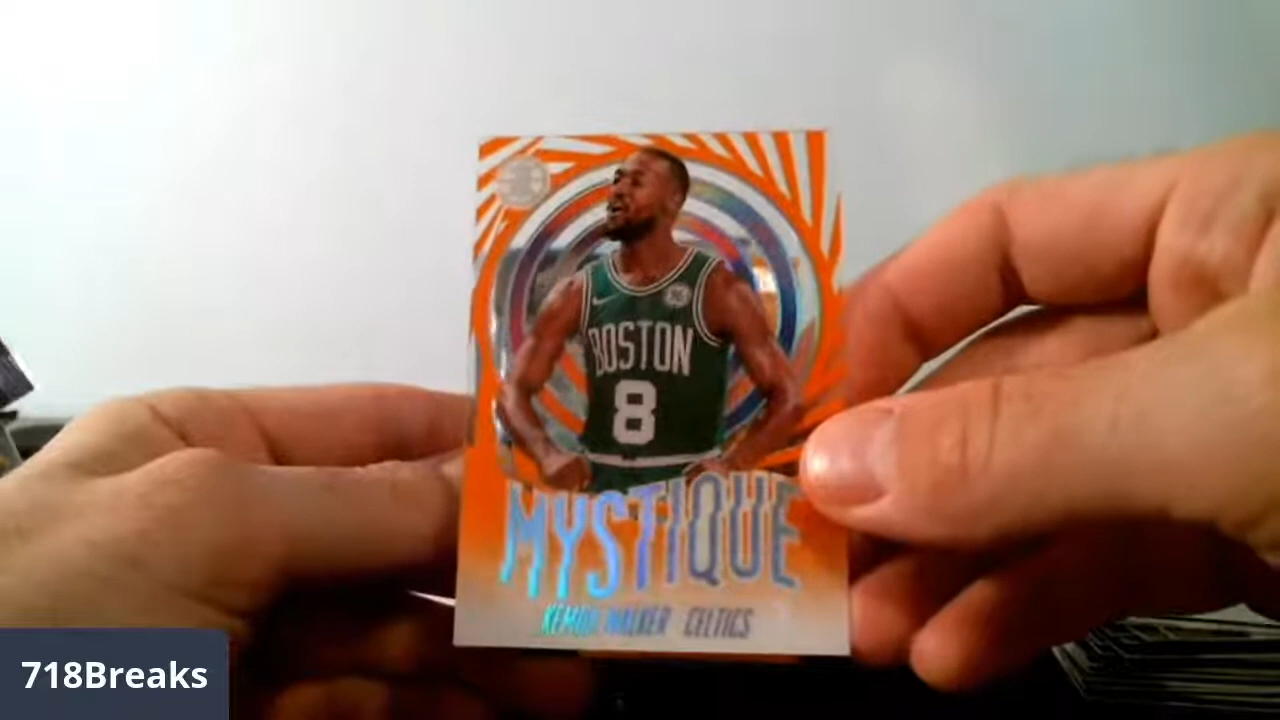 BOSTON
8
MYSTIQUE
KEMBA WALKER CELTICS
718Breaks